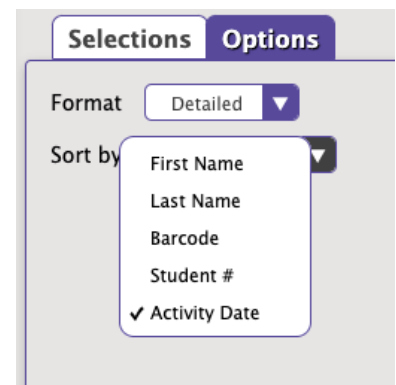 Selections Options
Format Detailed
Sort by
First Name
Last Name
Barcode
Student #
✓ Activity Date